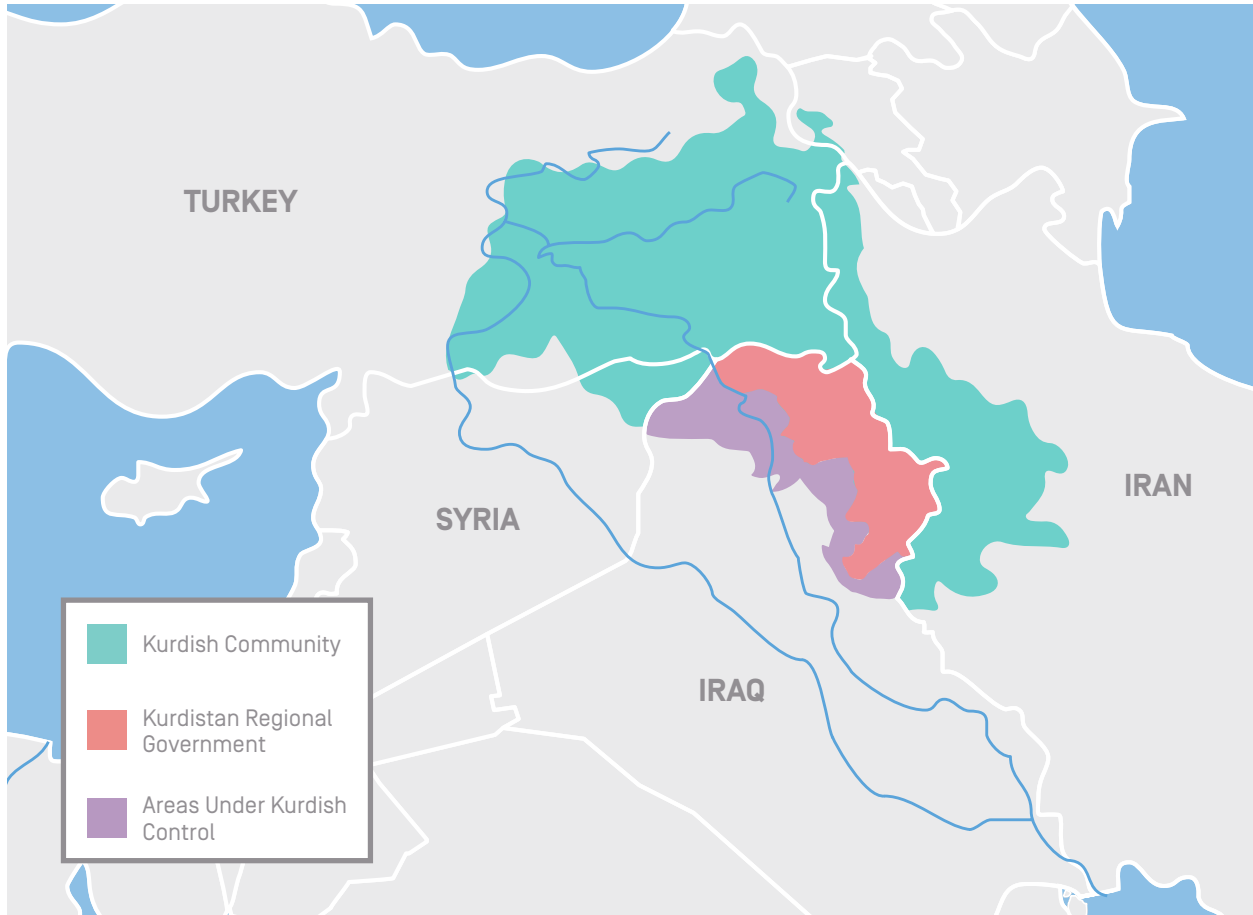 TURKEY
IRAN
SYRIA
IRAQ
Kurdish Community
Kurdistan Regional
Government
Areas Under Kurdish
Control